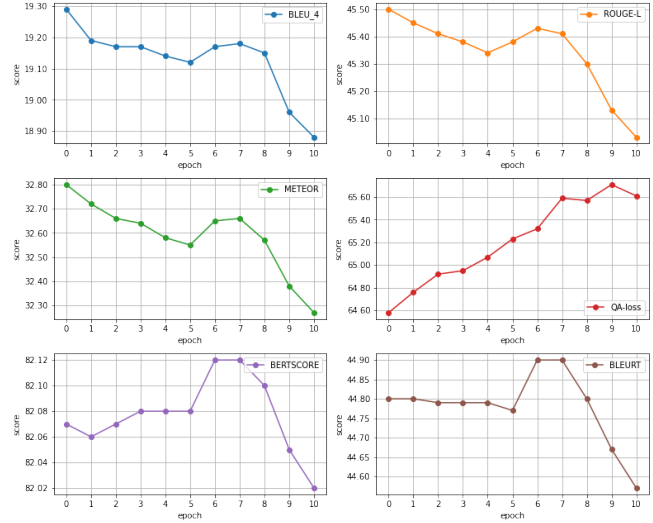 BLEU_4
score
19.30
19.20
19.10
19.00
18.90
0 1 2 3 4 5 6 7 8 9 10
epoch
ROUGE-L
score
45.50
45.40
45.30
45.20
45.10
0 1 2 3 4 5 6 7 8 9 10
epoch
METEOR
score
32.80
32.70
32.60
32.50
32.40
32.30
0 1 2 3 4 5 6 7 8 9 10
epoch
QA-loss
score
65.60
65.40
65.20
65.00
64.80
64.60
0 1 2 3 4 5 6 7 8 9 10
epoch
BERTSCORE
score
82.12
82.10
82.08
82.06
82.04
82.02
0 1 2 3 4 5 6 7 8 9 10
epoch
BLEURT
score
44.90
44.85
44.80
44.75
44.70
44.65
44.60
0 1 2 3 4 5 6 7 8 9 10
epoch